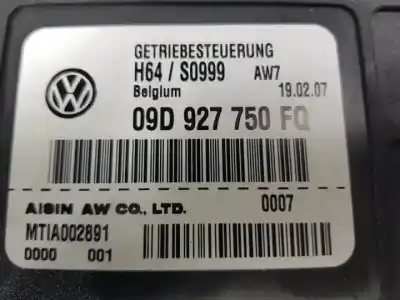 GETRIEBESTEUERUNG
H64 / S0999 AW7
Belgium 19.02.07
09D 927 750 FQ
AISIN AW CO., LTD. 0007
MTIA002891
0000 001